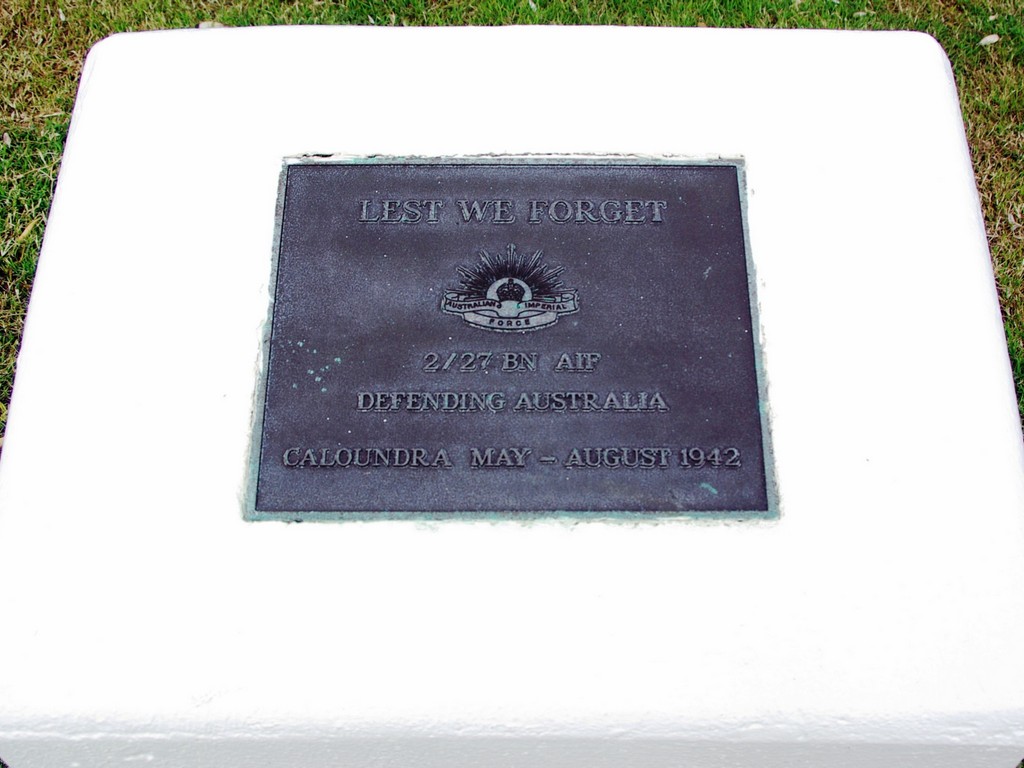 LEST WE FORGET
AUSTRALIAN IMPERIAL
FORCE
2/27 BN AIF
DEFENDING AUSTRALIA
CALOUNDRA MAY - AUGUST 1942